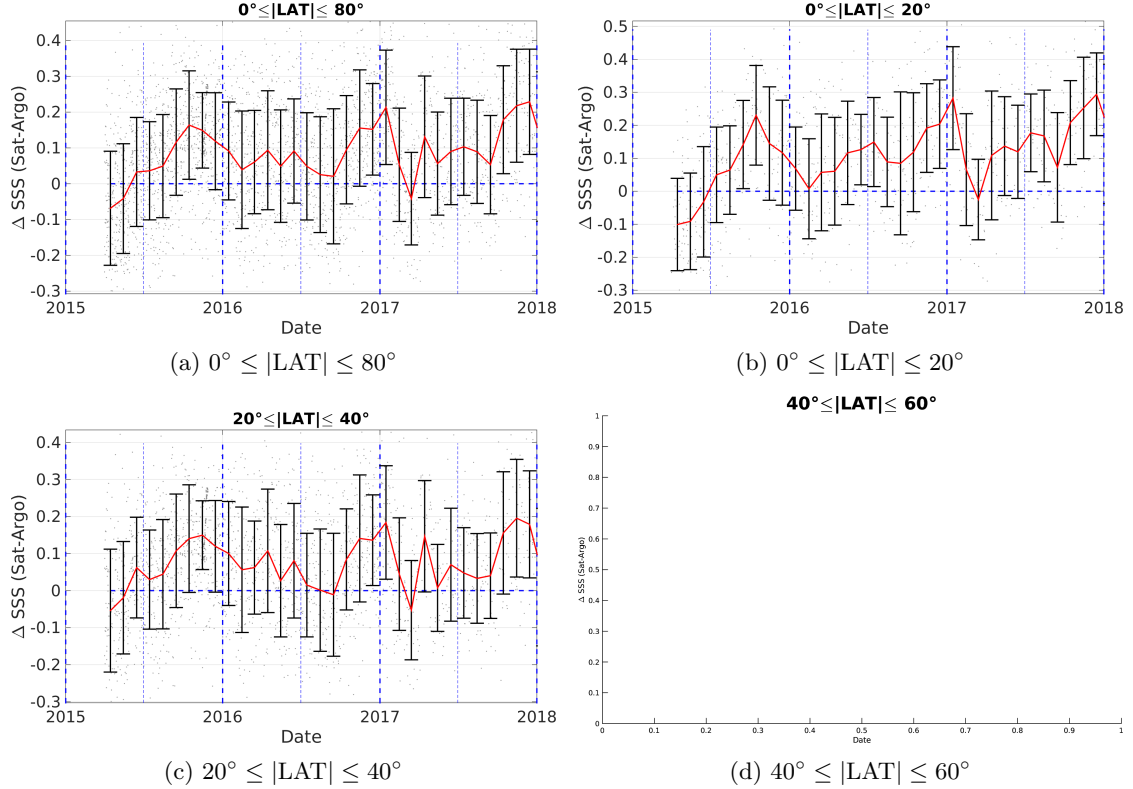 0°≤|LAT|≤ 80°
Δ SSS (Sat-Argo)
0.4
0.3
0.2
0.1
0
-0.1
-0.2
-0.3
2015 2016 2017 2018
Date
(a) 0° ≤ |LAT| ≤ 80°
0°≤|LAT|≤ 20°
Δ SSS (Sat-Argo)
0.5
0.4
0.3
0.2
0.1
0
-0.1
-0.2
-0.3
2015 2016 2017 2018
Date
(b) 0° ≤ |LAT| ≤ 20°
20°≤|LAT|≤ 40°
Δ SSS (Sat-Argo)
0.4
0.3
0.2
0.1
0
-0.1
-0.2
-0.3
2015 2016 2017 2018
Date
(c) 20° ≤ |LAT| ≤ 40°
40°≤|LAT|≤ 60°
Δ SSS (Sat-Argo)
1
0.9
0.8
0.7
0.6
0.5
0.4
0.3
0.2
0.1
0
0 0.1 0.2 0.3 0.4 0.5 0.6 0.7 0.8 0.9 1
Date
(d) 40° ≤ |LAT| ≤ 60°